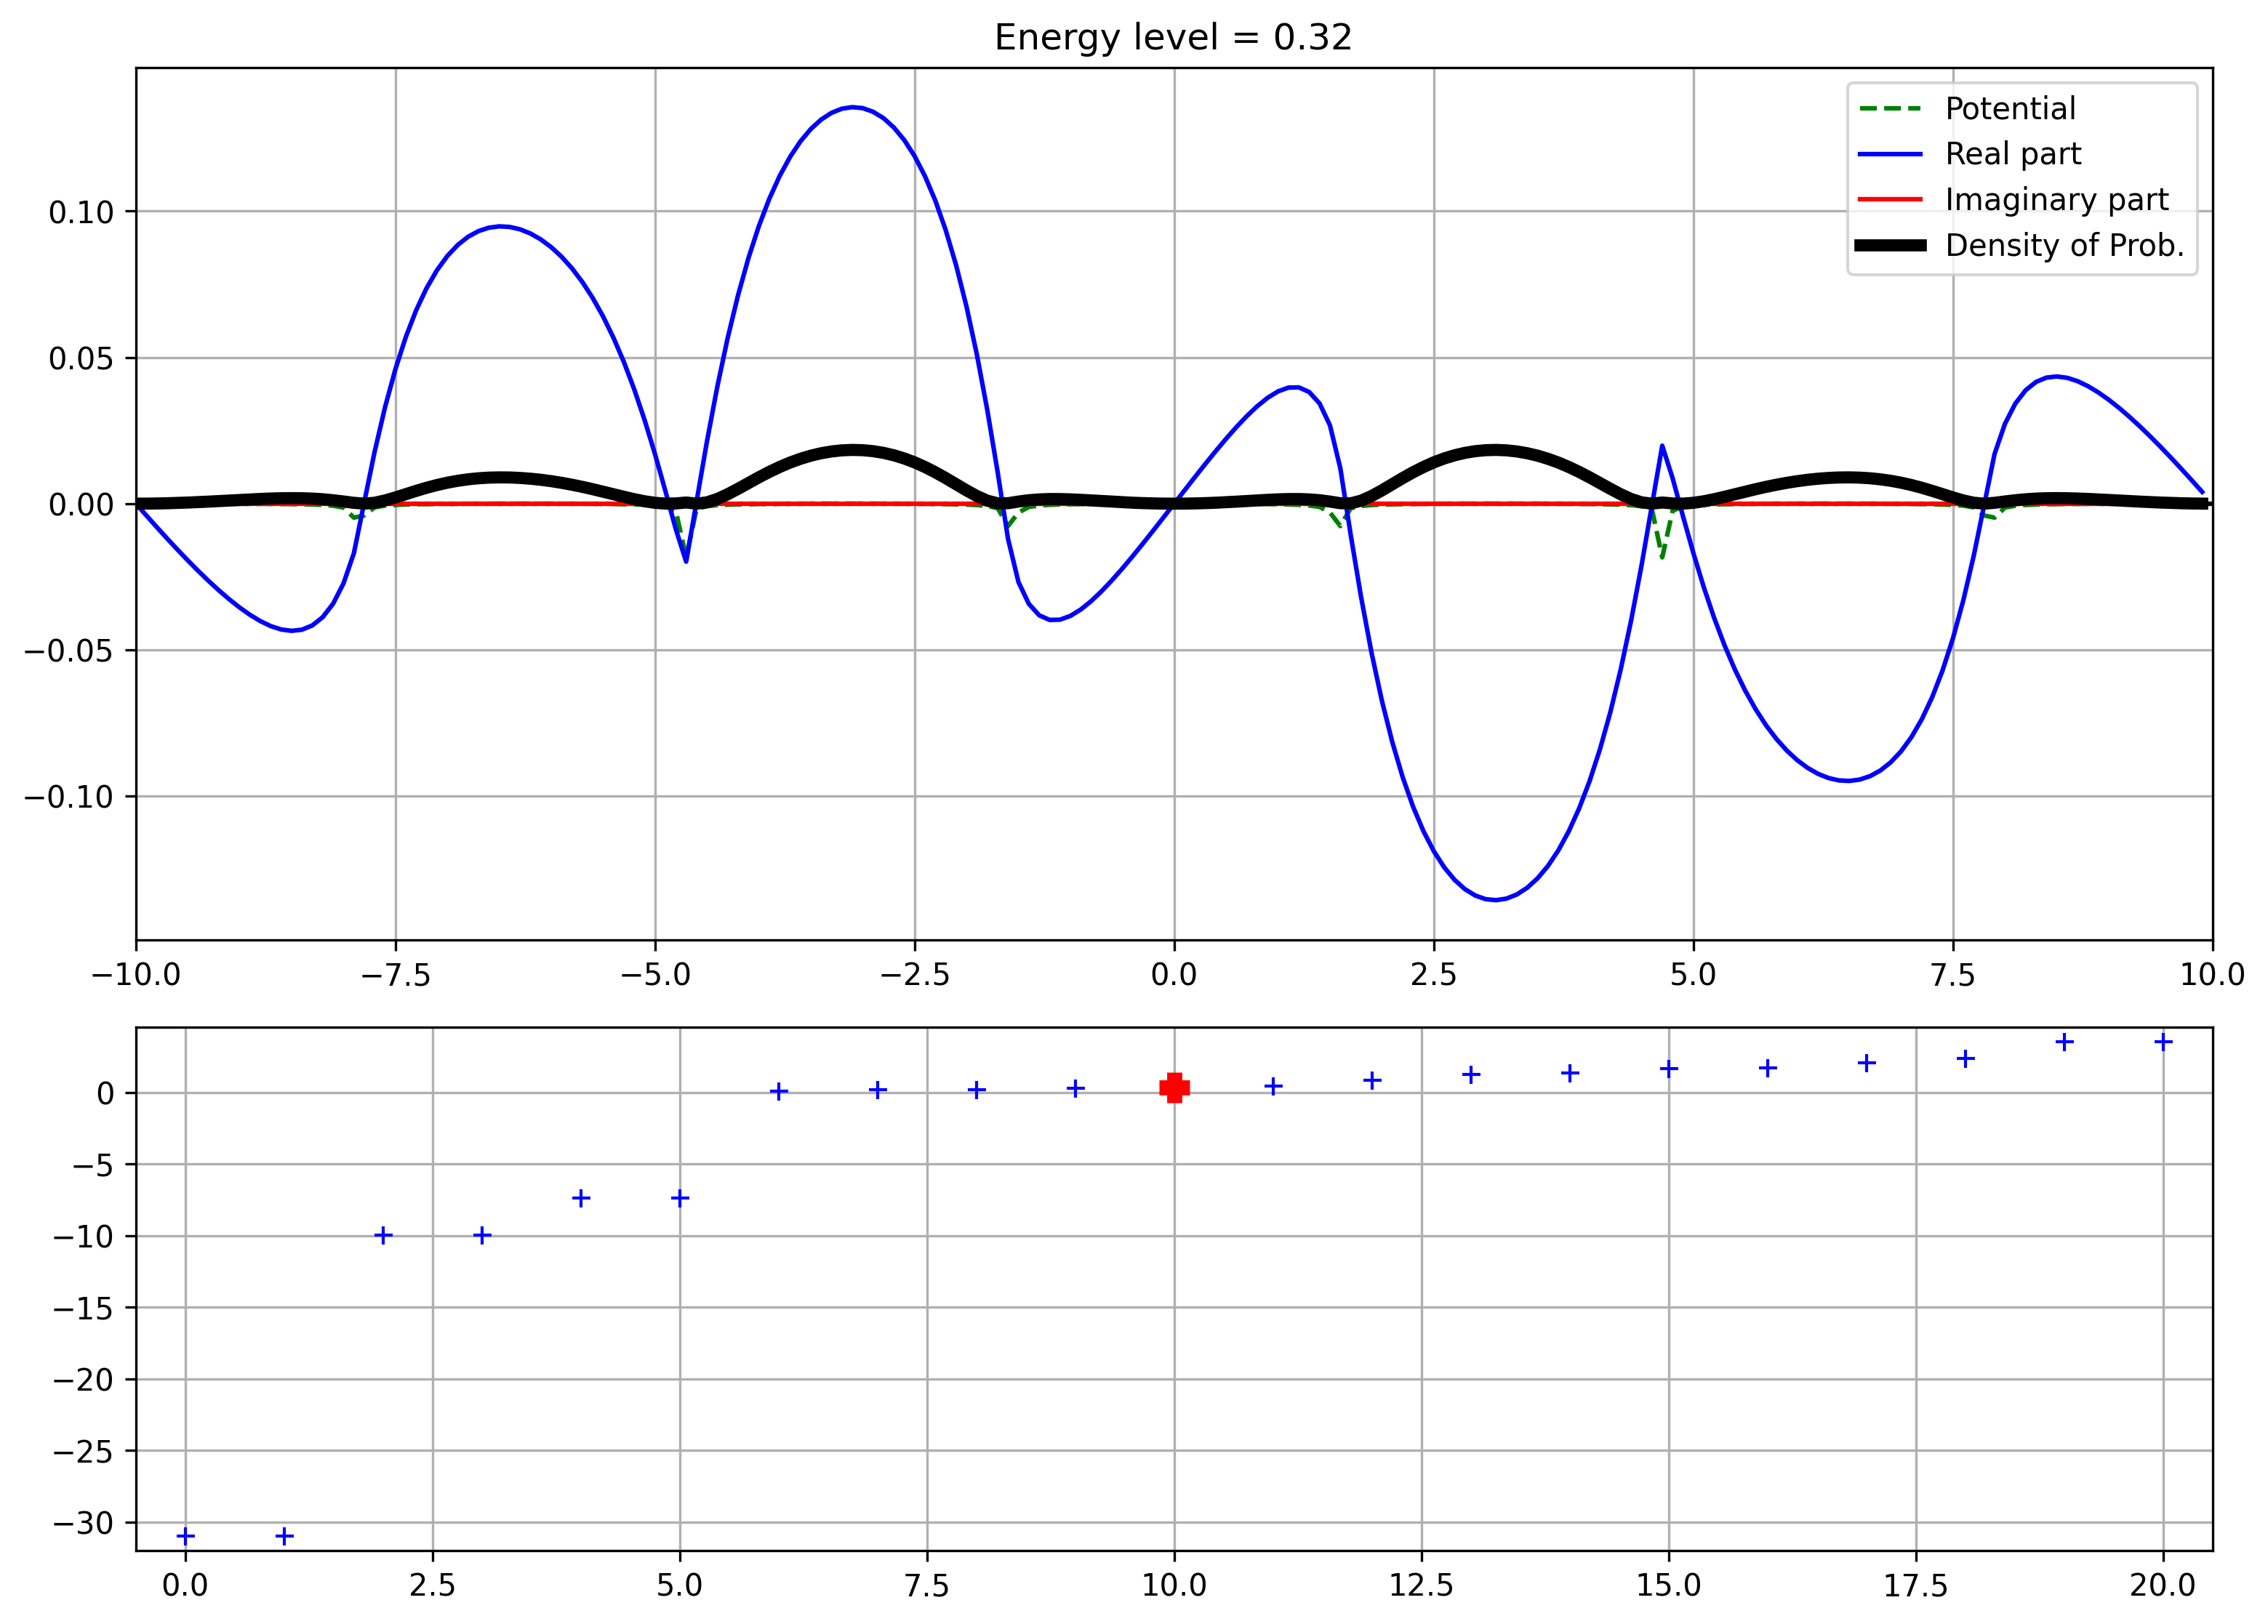 Energy level = 0.32
Potential
Real part
Imaginary part
Density of Prob.
0.10
0.05
0.00
−0.05
−0.10
−10.0 −7.5 −5.0 −2.5 0.0 2.5 5.0 7.5 10.0
0
−5
−10
−15
−20
−25
−30
0.0 2.5 5.0 7.5 10.0 12.5 15.0 17.5 20.0